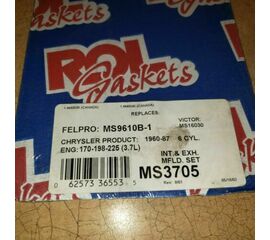 ROL
Gaskets
REPLACES:
FELPRO: MS9610B-1
VICTOR:
MS16030
CHRYSLER PRODUCT: 1960-87 6 CYL.
ENG: 170-198-225 (3.7L)
INT. & EXH.
MFLD. SET
MS3705
0 62573 36553 5